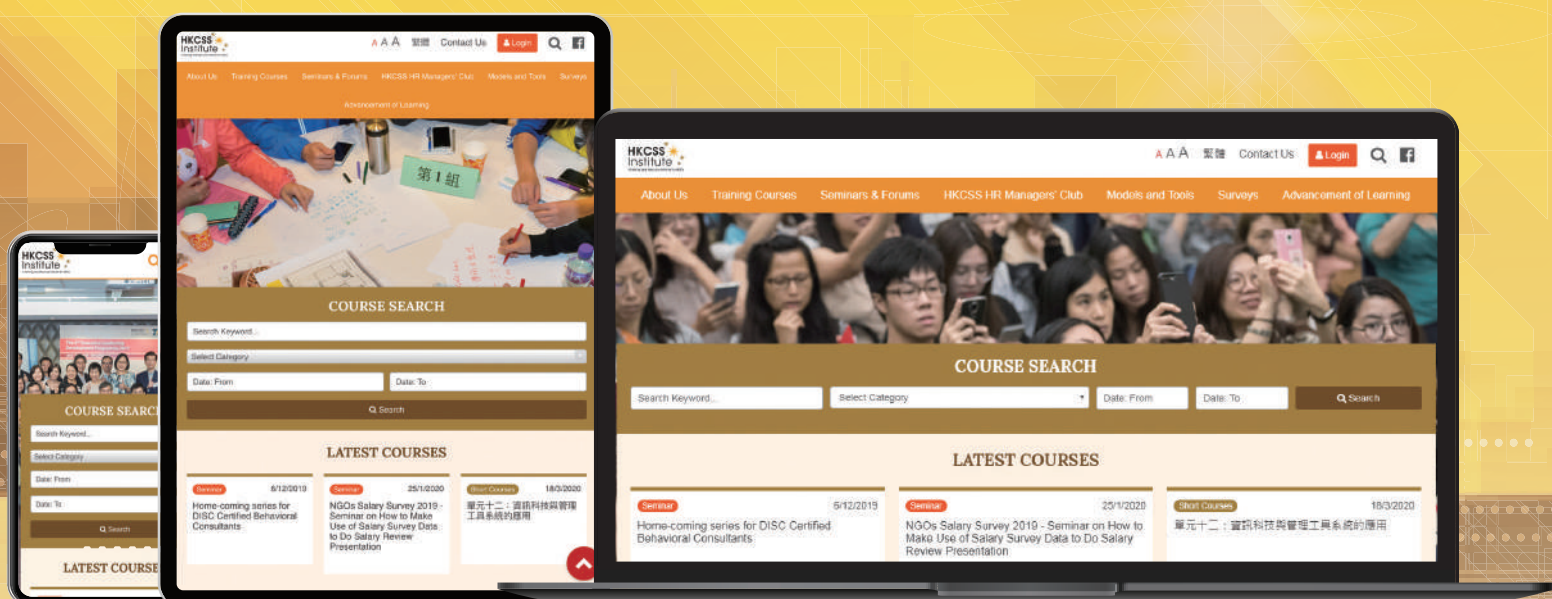 HKCSS
Institute
COURSE SEARC
Search Keyword...
Select Category
Date: From
Date: To
Search
LATEST COURSE
HKCSS
Institute
A A A 繁體 Contact Us Login
About Us Training Courses Seminars & Forums HKCSS HR Managers' Club Models and Tools Surveys
Advancement of Learning
第1組
COURSE SEARCH
Search Keyword...
Select Category
Date: From Date: To
Search
LATEST COURSES
Seminar 6/12/2019
Home-coming series for
DISC Certified Behavioral
Consultants
Seminar 25/1/2020
NGOs Salary Survey 2019 -
Seminar on How to Make
Use of Salary Survey Data
to Do Salary Review
Presentation
Short Courses 18/3/2020
單元十二：資訊科技與管理
工具系統的應用
HKCSS
Institute
A A A 繁體 Contact Us Login
About Us Training Courses Seminars & Forums HKCSS HR Managers' Club Models and Tools Surveys Advancement of Learning
COURSE SEARCH
Search Keyword... Select Category Date: From Date: To Search
LATEST COURSES
Seminar 6/12/2019
Home-coming series for DISC Certified
Behavioral Consultants
Seminar 25/1/2020
NGOs Salary Survey 2019 - Seminar on How to
Make Use of Salary Survey Data to Do Salary
Review Presentation
Short Courses 18/3/2020
單元十二：資訊科技與管理工具系統的應用